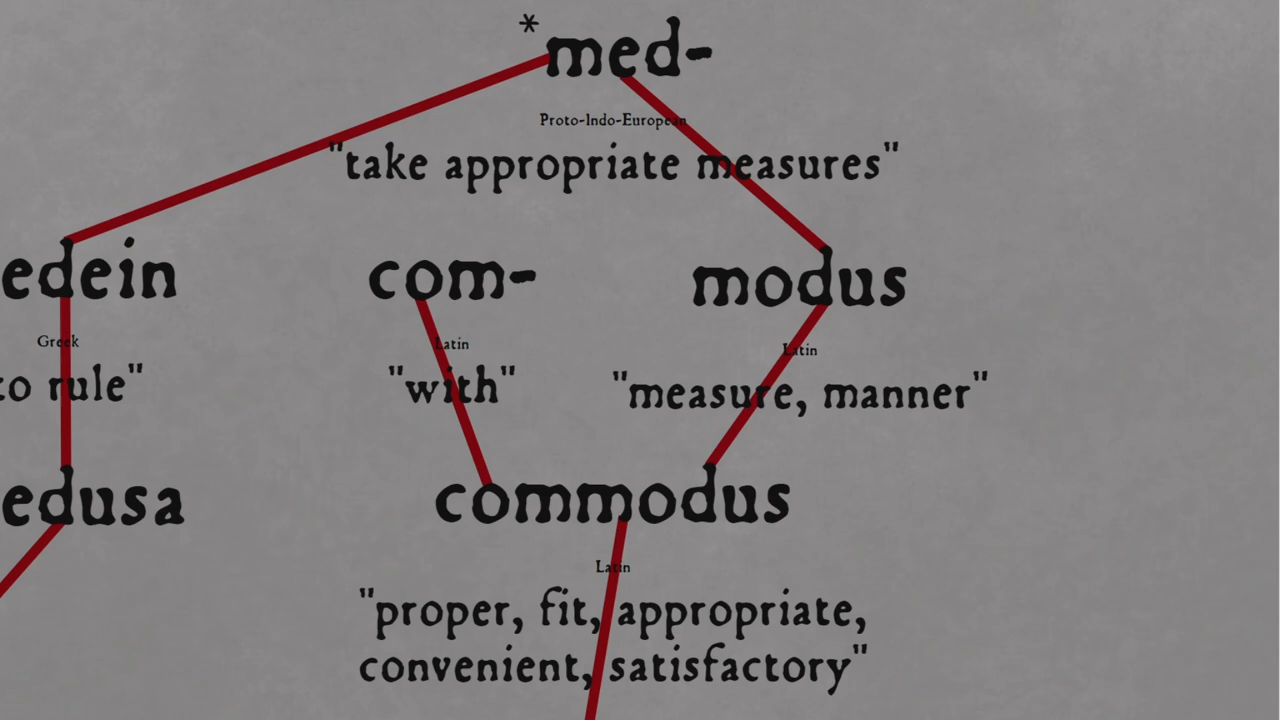 *med-
Proto-Indo-European
"take appropriate measures"
edein
com-
modus
Greek
Latin
Latin
to rule"
"with"
"measure, manner"
edusa
commodus
Latin
"proper, fit, appropriate,
convenient, satisfactory"